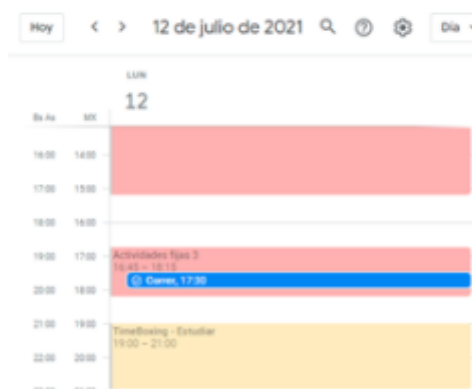 Hoy
12 de julio de 2021
Día
LUN
12
Bs As MX
16:00 14:00
17:00 15:00
18:00 16:00
19:00 17:00
Actividades fijas 3
16:45 – 18:15
Correr, 17:30
20:00 18:00
21:00 19:00
TimeBoxing - Estudiar
19:00 – 21:00
22:00 20:00